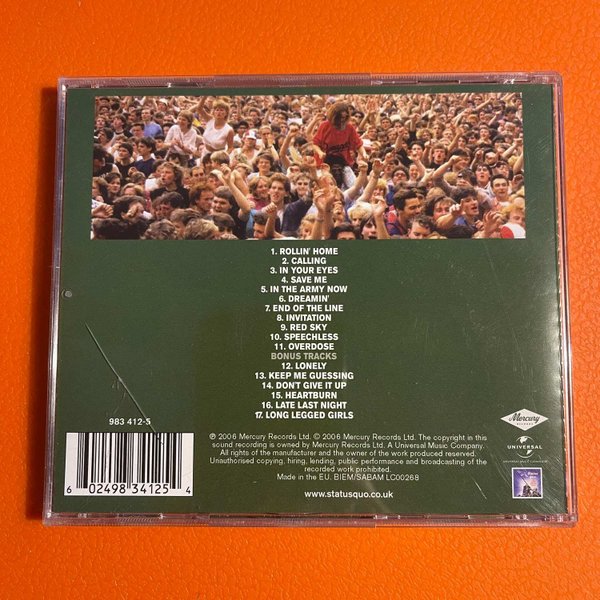 1. ROLLIN' HOME
2. CALLING
3. IN YOUR EYES
4. SAVE ME
5. IN THE ARMY NOW
6. DREAMIN'
7. END OF THE LINE
8. INVITATION
9. RED SKY
10. SPEECHLESS
11. OVERDOSE
BONUS TRACKS
12. LONELY
13. KEEP ME GUESSING
14. DON'T GIVE IT UP
15. HEARTBURN
16. LATE LAST NIGHT
17. LONG LEGGED GIRLS
983 412-5
6 02498 34125 4
℗ 2006 Mercury Records Ltd. © 2006 Mercury Records Ltd. The copyright in this
sound recording is owned by Mercury Records Ltd. A Universal Music Company.
All rights of the manufacturer and the owner of the work produced reserved.
Unauthorised copying, hiring, lending, public performance and broadcasting of the
recorded work prohibited.
Made in the EU. BIEM/SABAM LC00268
www.statusquo.co.uk
Mercury
RECORDS
UNIVERSAL